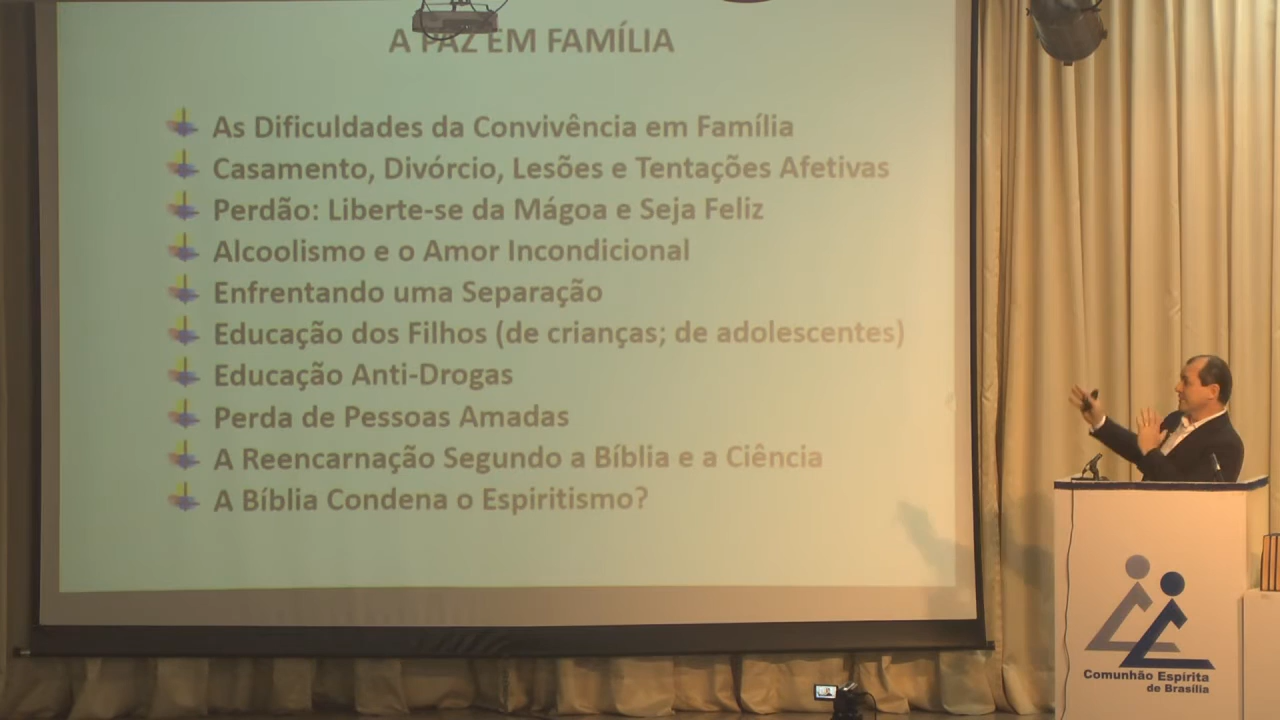 A PAZ EM FAMÍLIA
As Dificuldades da Convivência em Família
Casamento, Divórcio, Lesões e Tentações Afetivas
Perdão: Liberte-se da Mágoa e Seja Feliz
Alcoolismo e o Amor Incondicional
Enfrentando uma Separação
Educação dos Filhos (de crianças; de adolescentes)
Educação Anti-Drogas
Perda de Pessoas Amadas
A Reencarnação Segundo a Bíblia e a Ciência
A Bíblia Condena o Espiritismo?
Comunhão Espírita
de Brasília